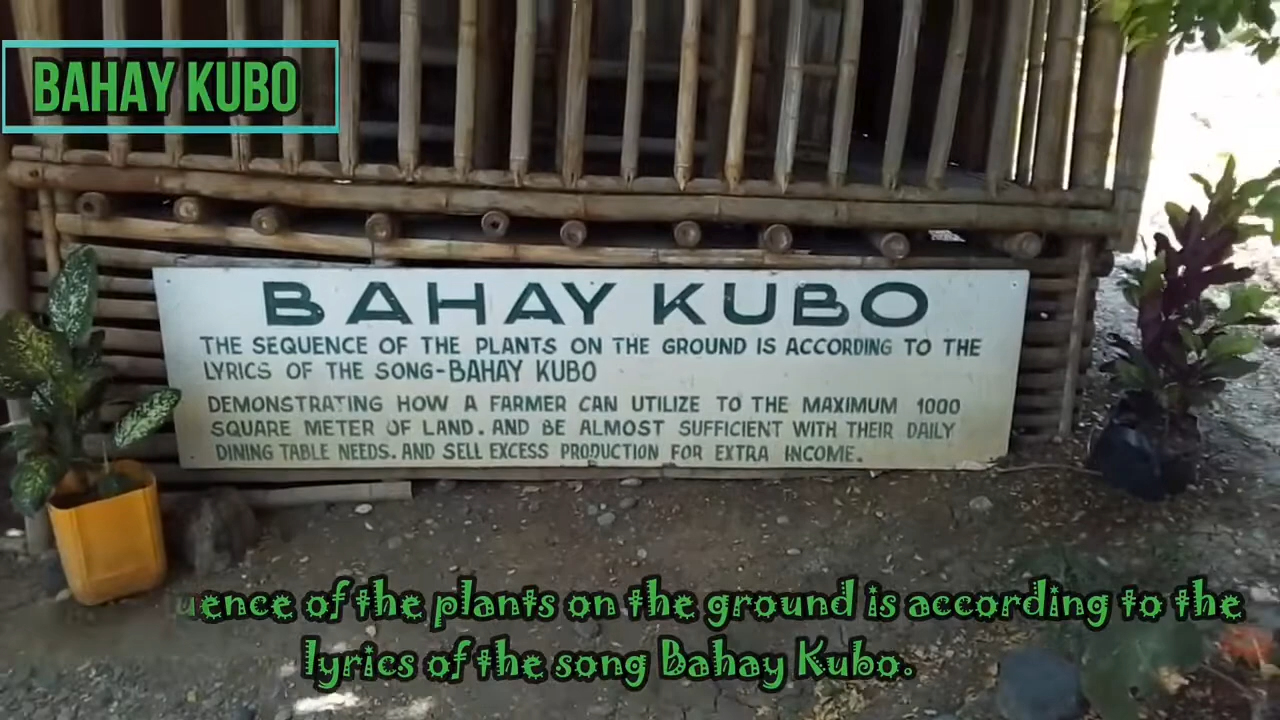 BAHAY KUBO
BAHAY KUBO
THE SEQUENCE OF THE PLANTS ON THE GROUND IS ACCORDING TO THE
LYRICS OF THE SONG-BAHAY KUBO
DEMONSTRATING HOW A FARMER CAN UTILIZE TO THE MAXIMUM 1000
SQUARE METER OF LAND. AND BE ALMOST SUFFICIENT WITH THEIR DAILY
DINING TABLE NEEDS. AND SELL EXCESS PRODUCTION FOR EXTRA INCOME.
uence of the plants on the ground is according to the
lyrics of the song Bahay Kubo.